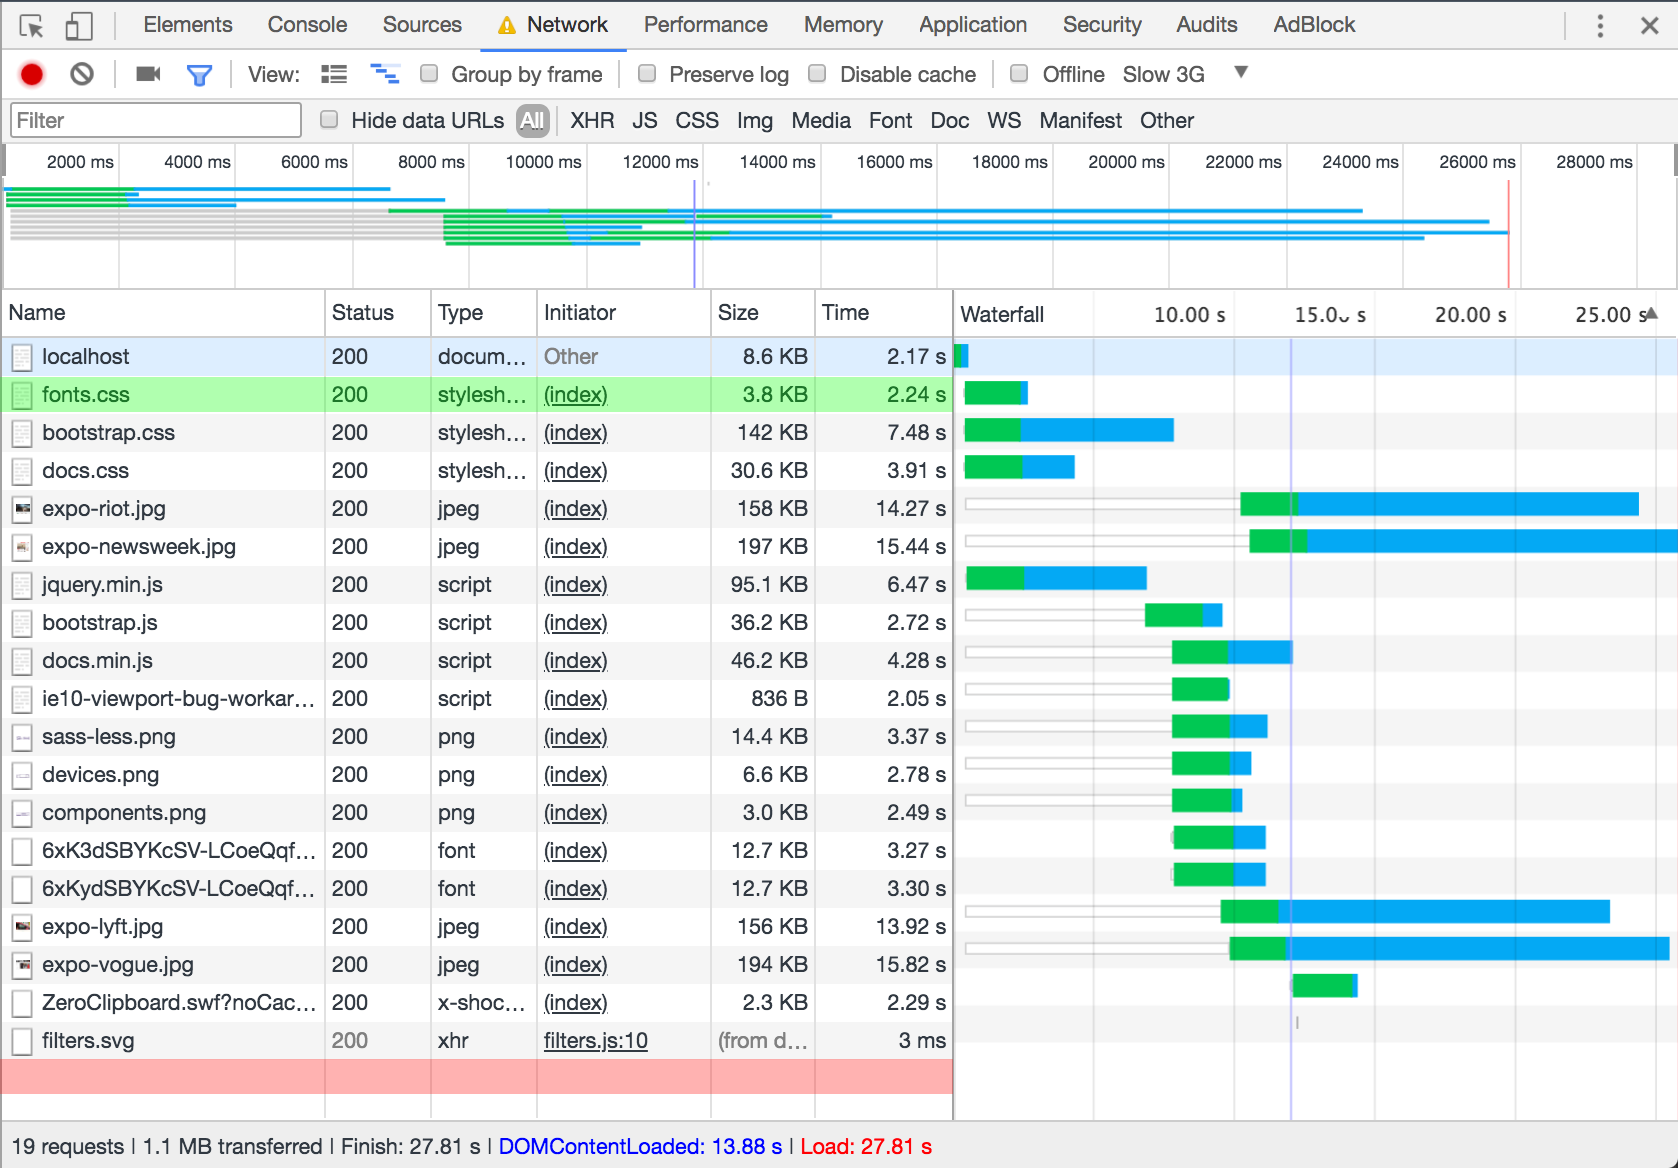 Elements Console Sources Network Performance Memory Application Security Audits AdBlock
View: Group by frame Preserve log Disable cache Offline Slow 3G
Filter Hide data URLs All XHR JS CSS Img Media Font Doc WS Manifest Other
2000 ms 4000 ms 6000 ms 8000 ms 10000 ms 12000 ms 14000 ms 16000 ms 18000 ms 20000 ms 22000 ms 24000 ms 26000 ms 28000 ms
Name Status Type Initiator Size Time Waterfall 10.00 s 15.00 s 20.00 s 25.00 s
localhost 200 docum... Other 8.6 KB 2.17 s
fonts.css 200 stylesh... (index) 3.8 KB 2.24 s
bootstrap.css 200 stylesh... (index) 142 KB 7.48 s
docs.css 200 stylesh... (index) 30.6 KB 3.91 s
expo-riot.jpg 200 jpeg (index) 158 KB 14.27 s
expo-newsweek.jpg 200 jpeg (index) 197 KB 15.44 s
jquery.min.js 200 script (index) 95.1 KB 6.47 s
bootstrap.js 200 script (index) 36.2 KB 2.72 s
docs.min.js 200 script (index) 46.2 KB 4.28 s
ie10-viewport-bug-workar... 200 script (index) 836 B 2.05 s
sass-less.png 200 png (index) 14.4 KB 3.37 s
devices.png 200 png (index) 6.6 KB 2.78 s
components.png 200 png (index) 3.0 KB 2.49 s
6xK3dSBYKcSV-LCoeQqf... 200 font (index) 12.7 KB 3.27 s
6xKydSBYKcSV-LCoeQqf... 200 font (index) 12.7 KB 3.30 s
expo-lyft.jpg 200 jpeg (index) 156 KB 13.92 s
expo-vogue.jpg 200 jpeg (index) 194 KB 15.82 s
ZeroClipboard.swf?noCac... 200 x-shoc... (index) 2.3 KB 2.29 s
filters.svg 200 xhr filters.js:10 (from d... 3 ms
19 requests | 1.1 MB transferred | Finish: 27.81 s | DOMContentLoaded: 13.88 s | Load: 27.81 s